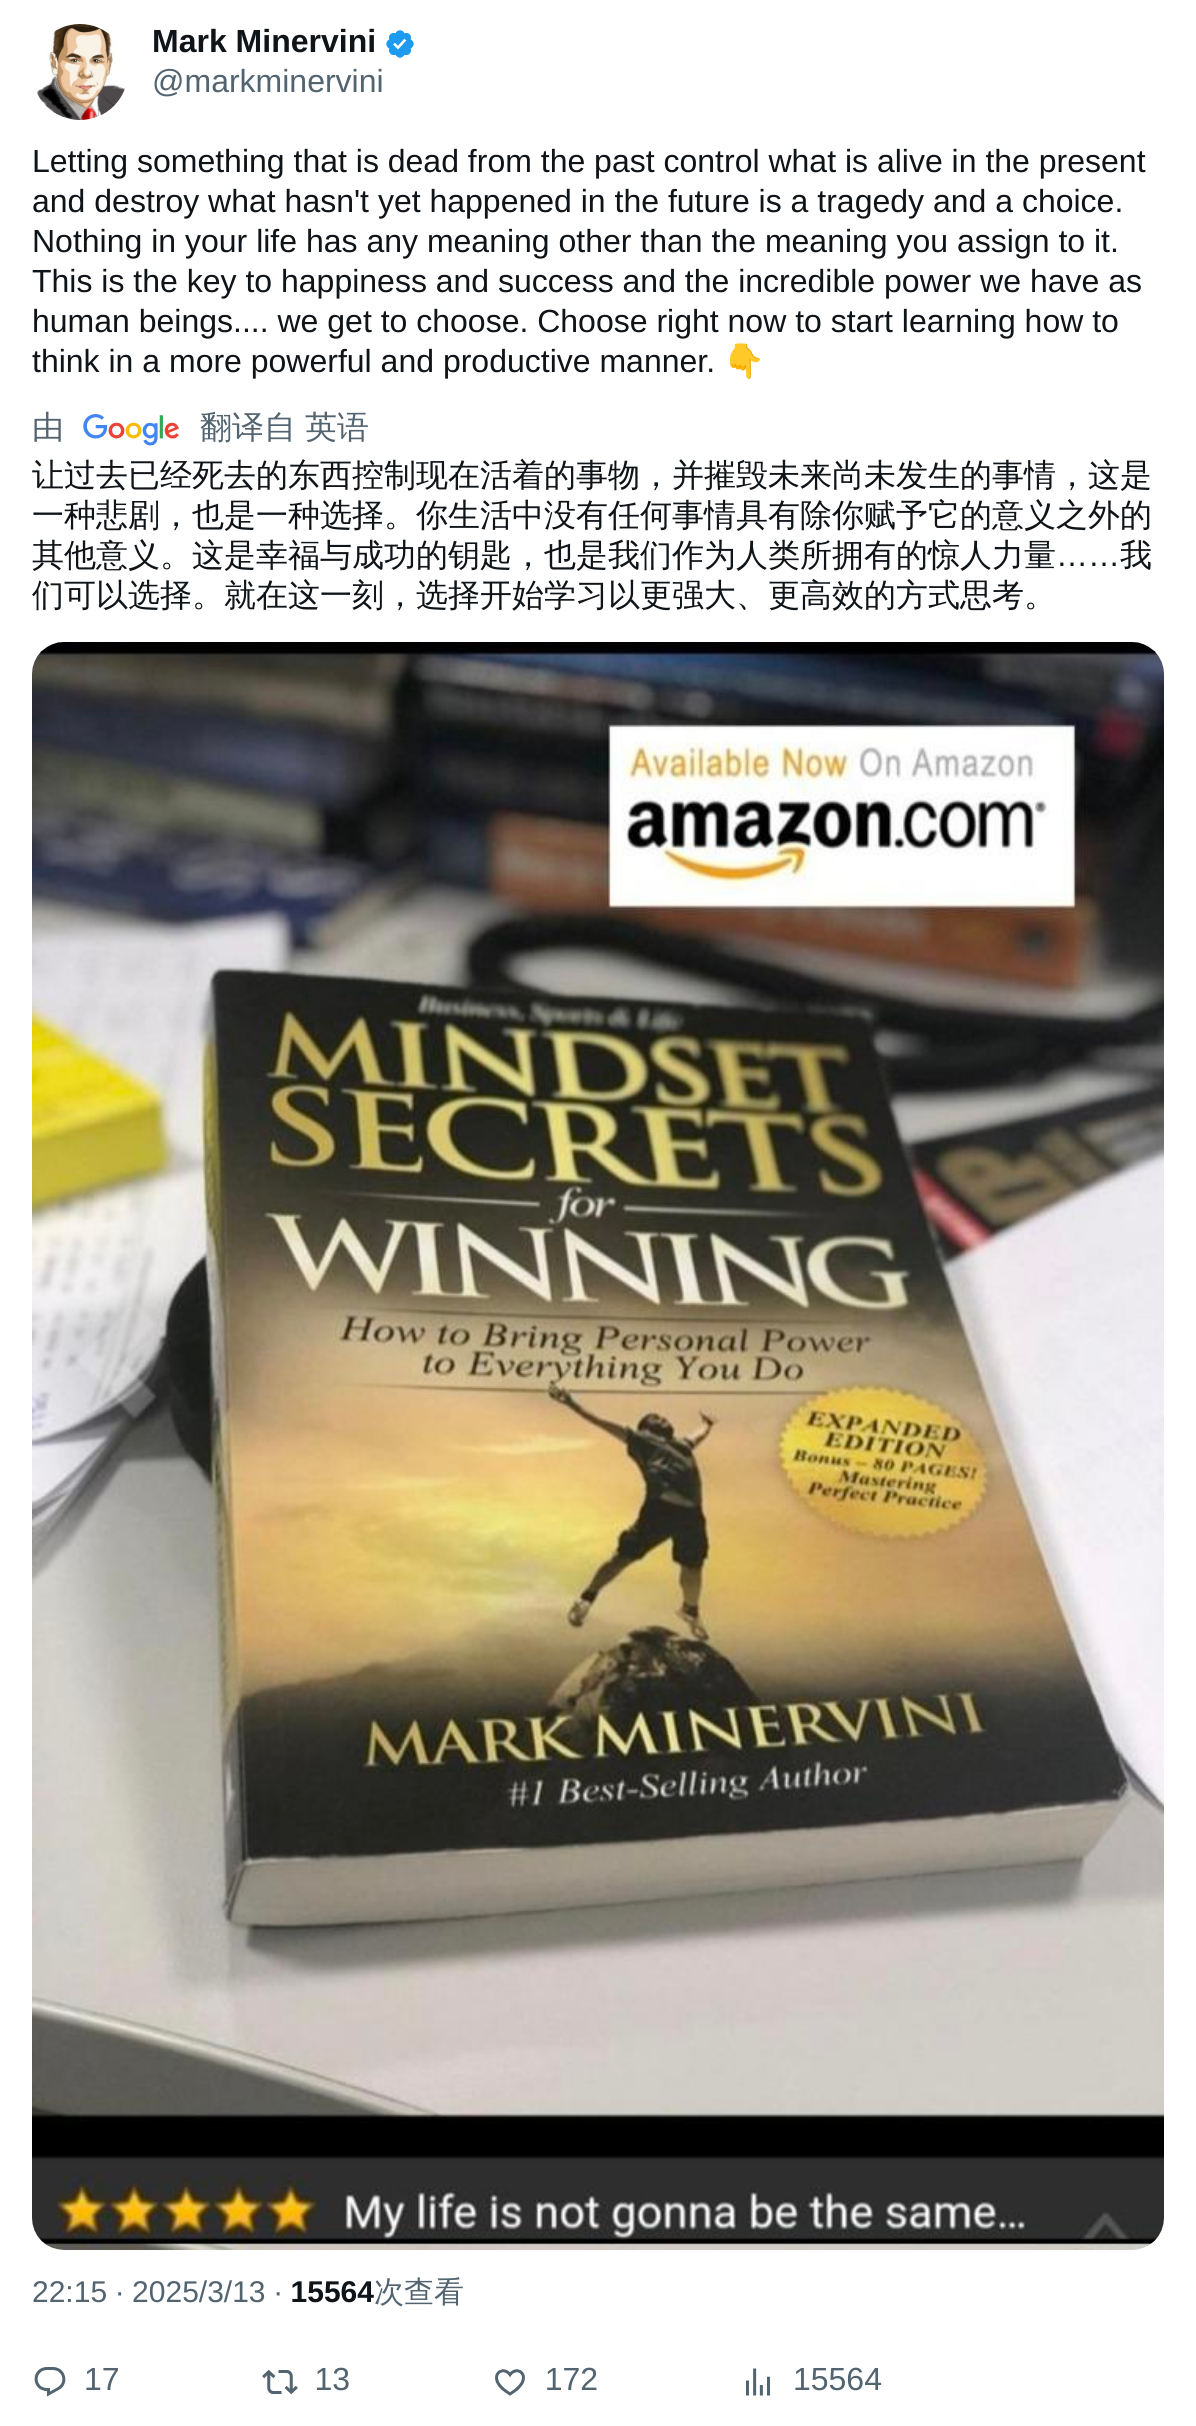 Mark Minervini
@markminervini
Letting something that is dead from the past control what is alive in the present
and destroy what hasn't yet happened in the future is a tragedy and a choice.
Nothing in your life has any meaning other than the meaning you assign to it.
This is the key to happiness and success and the incredible power we have as
human beings.... we get to choose. Choose right now to start learning how to
think in a more powerful and productive manner. 👇
由 Google 翻译自 英语
让过去已经死去的东西控制现在活着的事物，并摧毁未来尚未发生的事情，这是
一种悲剧，也是一种选择。你生活中没有任何事情具有除你赋予它的意义之外的
其他意义。这是幸福与成功的钥匙，也是我们作为人类所拥有的惊人力量……我
们可以选择。就在这一刻，选择开始学习以更强大、更高效的方式思考。
Available Now On Amazon
amazon.com
Business, Sports & Life
MINDSET
SECRETS
for
WINNING
How to Bring Personal Power
to Everything You Do
EXPANDED
EDITION
Bonus – 80 PAGES!
Mastering
Perfect Practice
MARK MINERVINI
#1 Best-Selling Author
My life is not gonna be the same...
22:15 · 2025/3/13 · 15564次查看
17 13 172 15564